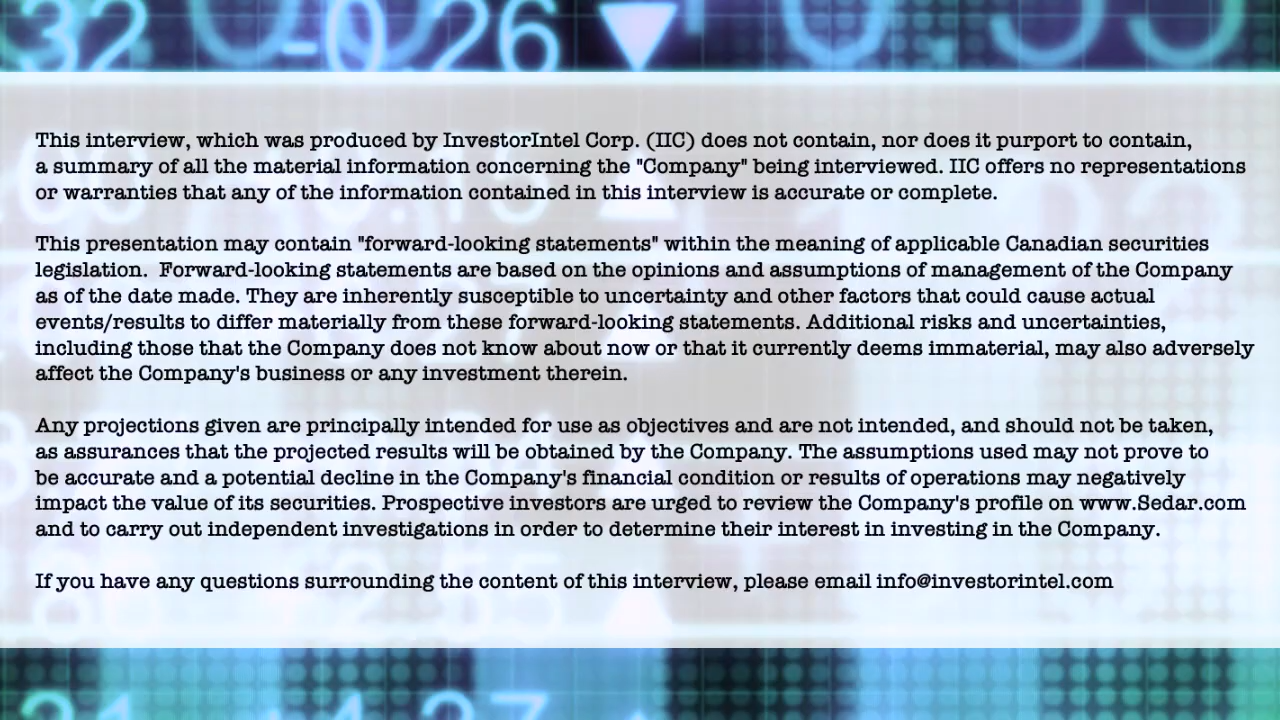 32 -0.26 ▼ 0.55
This interview, which was produced by InvestorIntel Corp. (IIC) does not contain, nor does it purport to contain,
a summary of all the material information concerning the "Company" being interviewed. IIC offers no representations
or warranties that any of the information contained in this interview is accurate or complete.
This presentation may contain "forward-looking statements" within the meaning of applicable Canadian securities
legislation.  Forward-looking statements are based on the opinions and assumptions of management of the Company
as of the date made. They are inherently susceptible to uncertainty and other factors that could cause actual
events/results to differ materially from these forward-looking statements. Additional risks and uncertainties,
including those that the Company does not know about now or that it currently deems immaterial, may also adversely
affect the Company's business or any investment therein.
Any projections given are principally intended for use as objectives and are not intended, and should not be taken,
as assurances that the projected results will be obtained by the Company. The assumptions used may not prove to
be accurate and a potential decline in the Company's financial condition or results of operations may negatively
impact the value of its securities. Prospective investors are urged to review the Company's profile on www.Sedar.com
and to carry out independent investigations in order to determine their interest in investing in the Company.
If you have any questions surrounding the content of this interview, please email info@investorintel.com